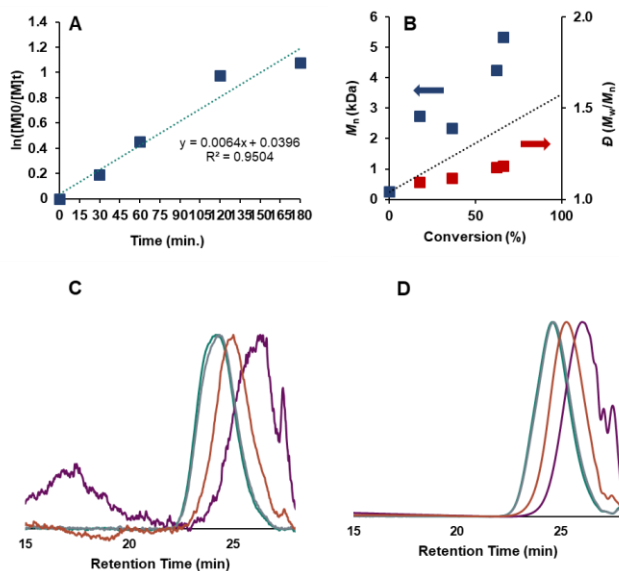 A
ln([M]0/[M]t)
1.4
1.2
1
0.8
0.6
0.4
0.2
0
y = 0.0064x + 0.0396
R² = 0.9504
0 15 30 45 60 75 90 105 120 135 150 165 180
Time (min.)
B
Mn (kDa)
6
5
4
3
2
1
0
2.0
1.5
1.0
Đ (Mw/Mn)
0 50 100
Conversion (%)
C
15 20 25
Retention Time (min)
D
15 20 25
Retention Time (min)